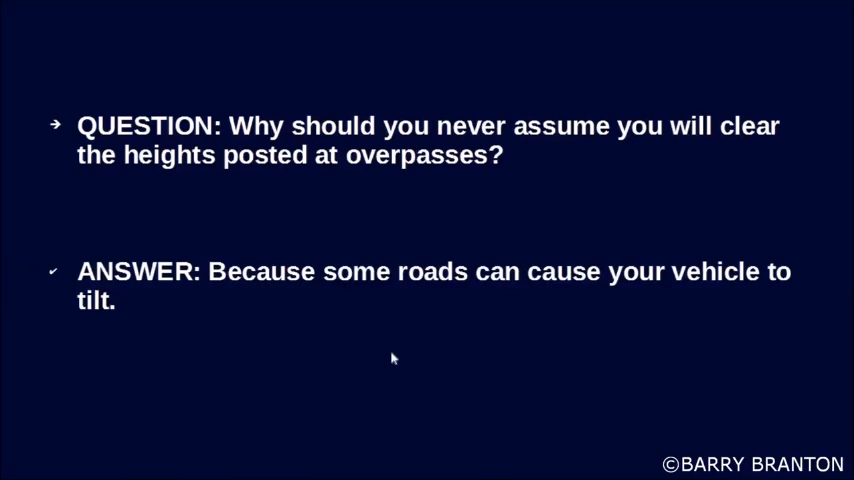 QUESTION: Why should you never assume you will clear
the heights posted at overpasses?
ANSWER: Because some roads can cause your vehicle to
tilt.
©BARRY BRANTON